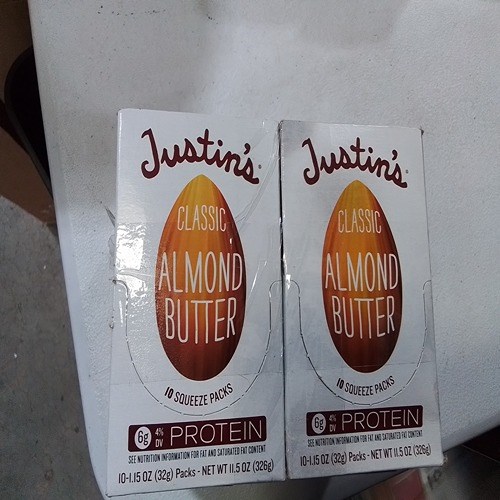 Justin's®
CLASSIC
ALMOND
BUTTER
10 SQUEEZE PACKS
6g 4% DV PROTEIN
SEE NUTRITION INFORMATION FOR FAT AND SATURATED FAT CONTENT
10-1.15 OZ (32g) Packs - NET WT 11.5 OZ (326g)
Justin's®
CLASSIC
ALMOND
BUTTER
10 SQUEEZE PACKS
6g 4% DV PROTEIN
SEE NUTRITION INFORMATION FOR FAT AND SATURATED FAT CONTENT
10-1.15 OZ (32g) Packs - NET WT 11.5 OZ (326g)